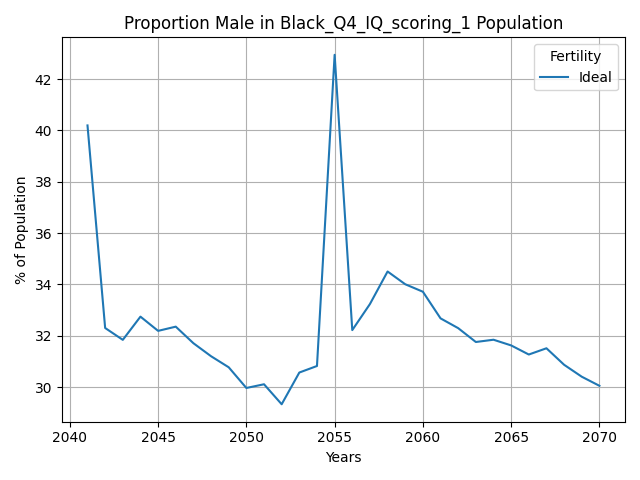 Proportion Male in Black_Q4_IQ_scoring_1 Population
Fertility
Ideal
% of Population
42
40
38
36
34
32
30
2040
2045
2050
2055
2060
2065
2070
Years